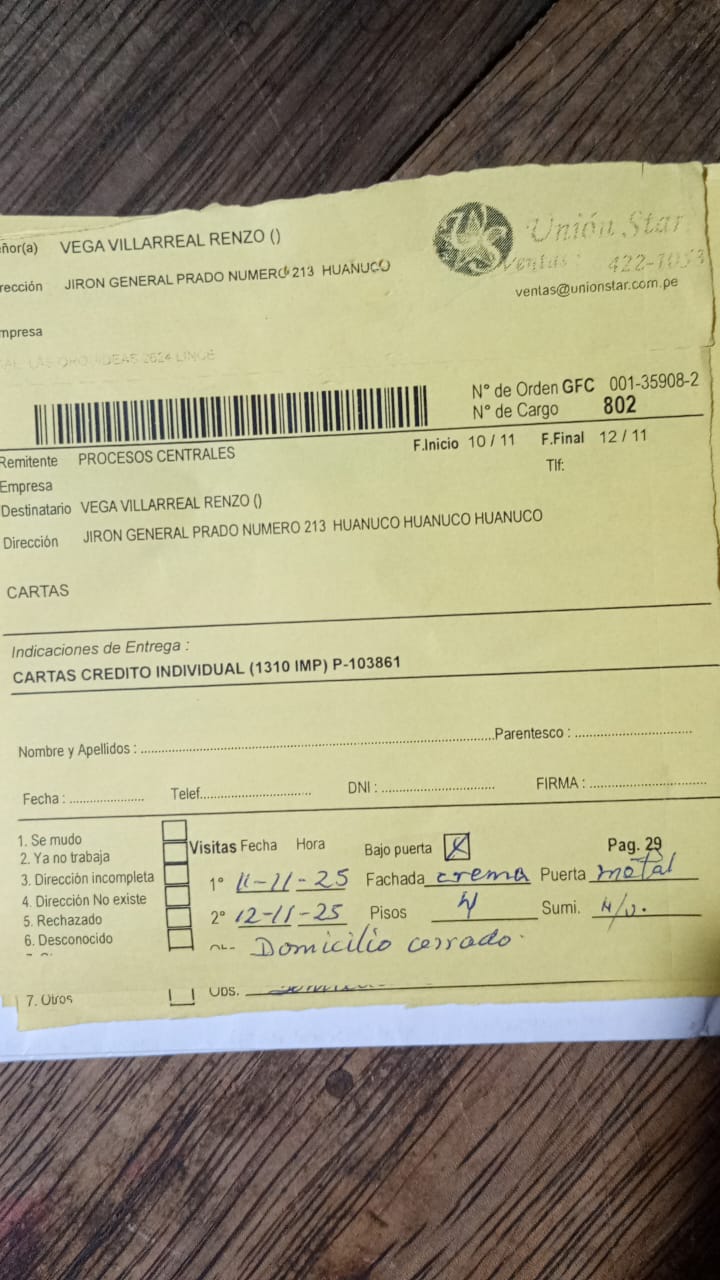 ñor(a) VEGA VILLARREAL RENZO ()
Unión Star
rección JIRON GENERAL PRADO NUMERO 213 HUANUCO
ventas: 422-1053
ventas@unionstar.com.pe
mpresa
LAS ORQUIDEAS 2624 LINCE
N° de Orden GFC 001-35908-2
N° de Cargo 802
F.Inicio 10 / 11 F.Final 12 / 11
Remitente PROCESOS CENTRALES
Tlf:
Empresa
Destinatario VEGA VILLARREAL RENZO ()
Dirección JIRON GENERAL PRADO NUMERO 213 HUANUCO HUANUCO HUANUCO
CARTAS
Indicaciones de Entrega :
CARTAS CREDITO INDIVIDUAL (1310 IMP) P-103861
Nombre y Apellidos : Parentesco :
Fecha : Telef. DNI : FIRMA :
1. Se mudo
2. Ya no trabaja
3. Dirección incompleta
4. Dirección No existe
5. Rechazado
6. Desconocido
Visitas Fecha Hora Bajo puerta X Pag. 29
1° 11-11-25 Fachada crema Puerta metal
2° 12-11-25 Pisos 4 Sumi.
Domicilio cerrado.
7. Otros
Obs.